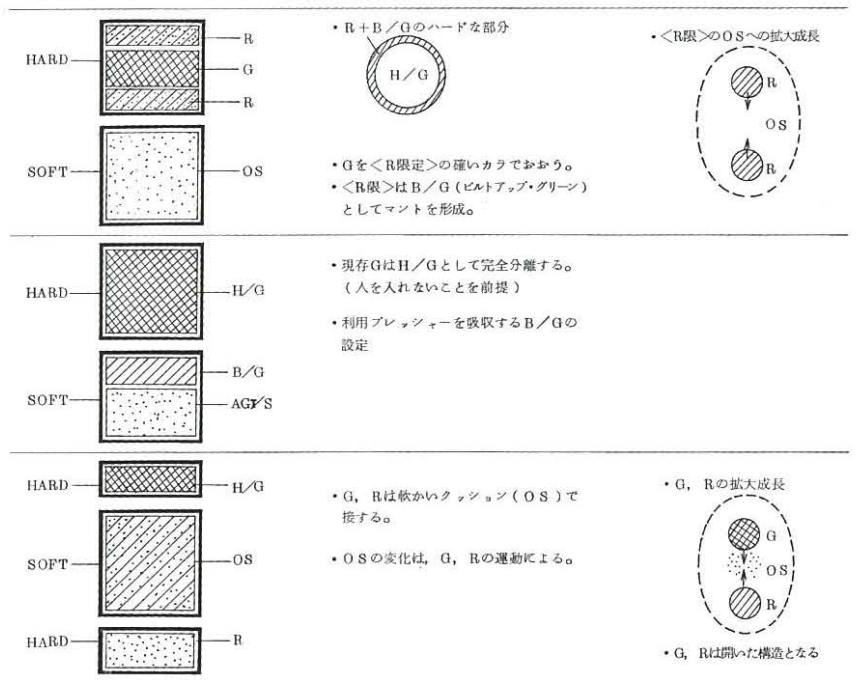 HARD
R
G
R
SOFT
OS
・R+B/Gのハードな部分
H/G
・Gを<R限定>の確いカラでおおう。
・<R限>はB/G(ビルトアップ・グリーン)
としてマントを形成。
・<R限>のOSへの拡大成長
R
OS
R
HARD
H/G
SOFT
B/G
・現存GはH/Gとして完全分離する。
(人を入れないことを前提)
・利用プレッシャーを吸収するB/Gの
設定
HARD
H/G
SOFT
OS
HARD
R
・G, Rは軟かいクッション(OS)で
接する。
・OSの変化は, G, Rの運動による。
・G, Rの拡大成長
G
OS
R
・G, Rは開いた構造となる